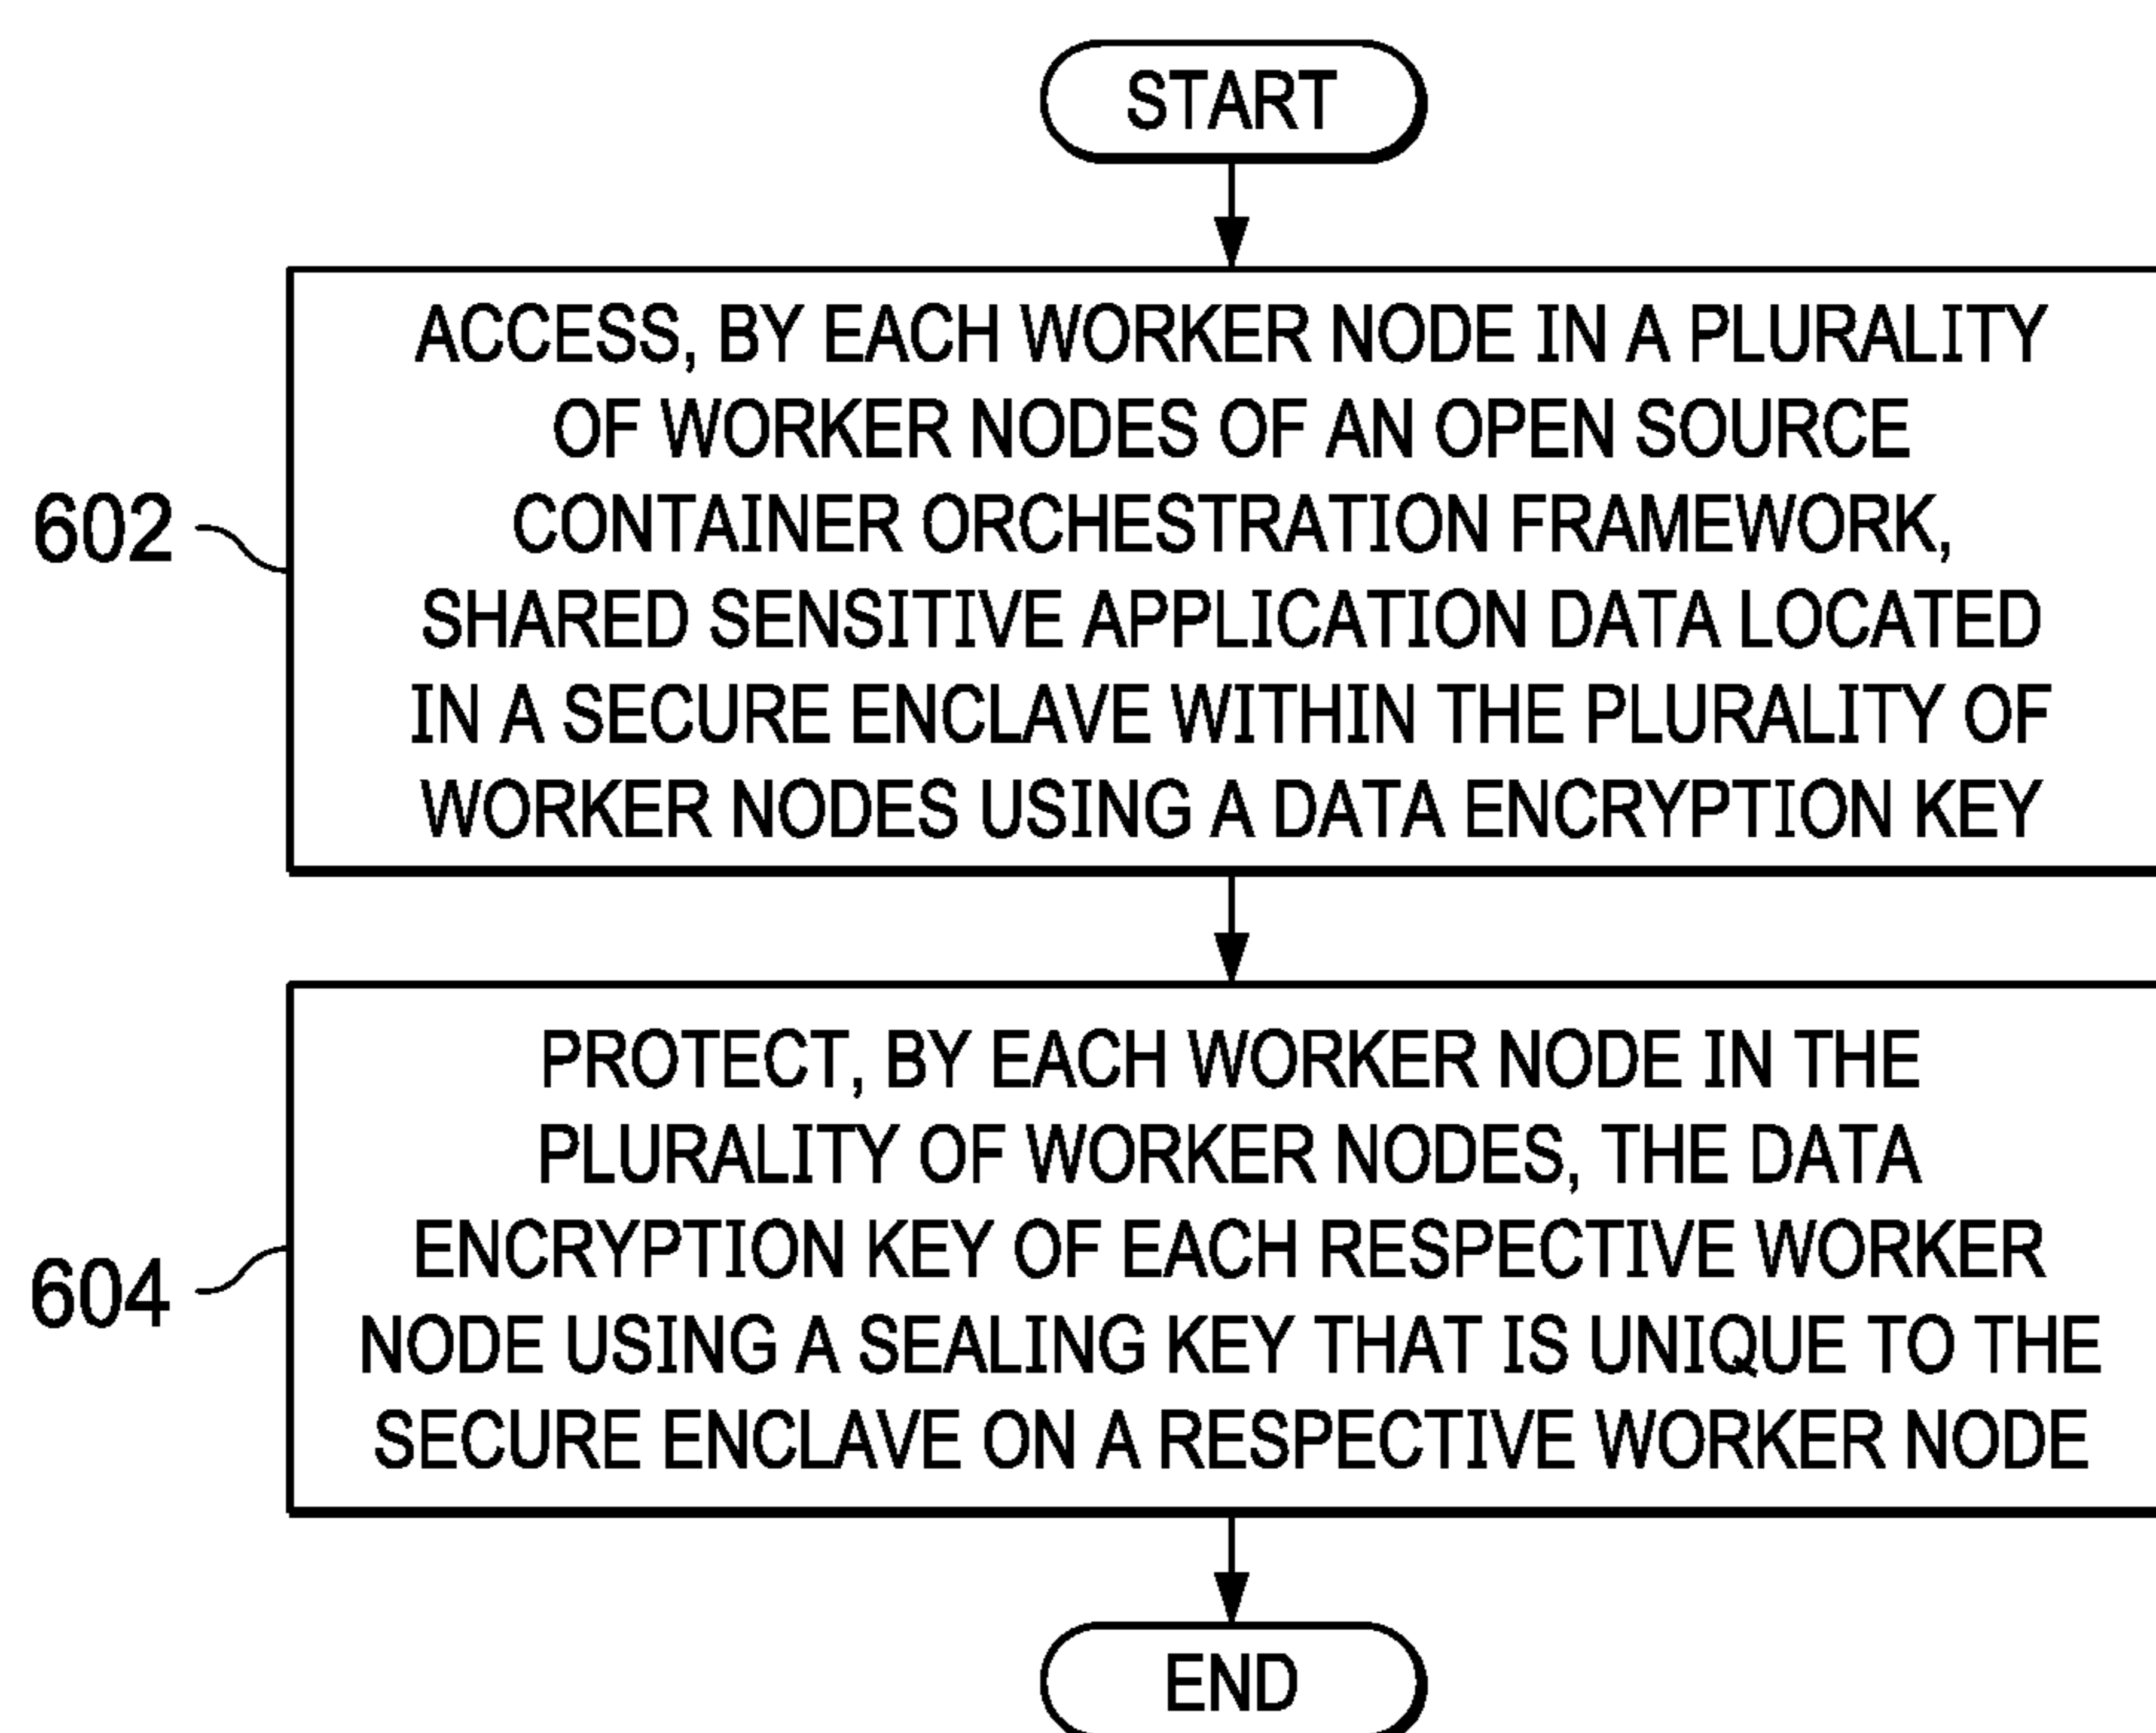 START
ACCESS, BY EACH WORKER NODE IN A PLURALITY
OF WORKER NODES OF AN OPEN SOURCE
CONTAINER ORCHESTRATION FRAMEWORK,
SHARED SENSITIVE APPLICATION DATA LOCATED
IN A SECURE ENCLAVE WITHIN THE PLURALITY OF
WORKER NODES USING A DATA ENCRYPTION KEY
602
PROTECT, BY EACH WORKER NODE IN THE
PLURALITY OF WORKER NODES, THE DATA
ENCRYPTION KEY OF EACH RESPECTIVE WORKER
NODE USING A SEALING KEY THAT IS UNIQUE TO THE
SECURE ENCLAVE ON A RESPECTIVE WORKER NODE
604
END